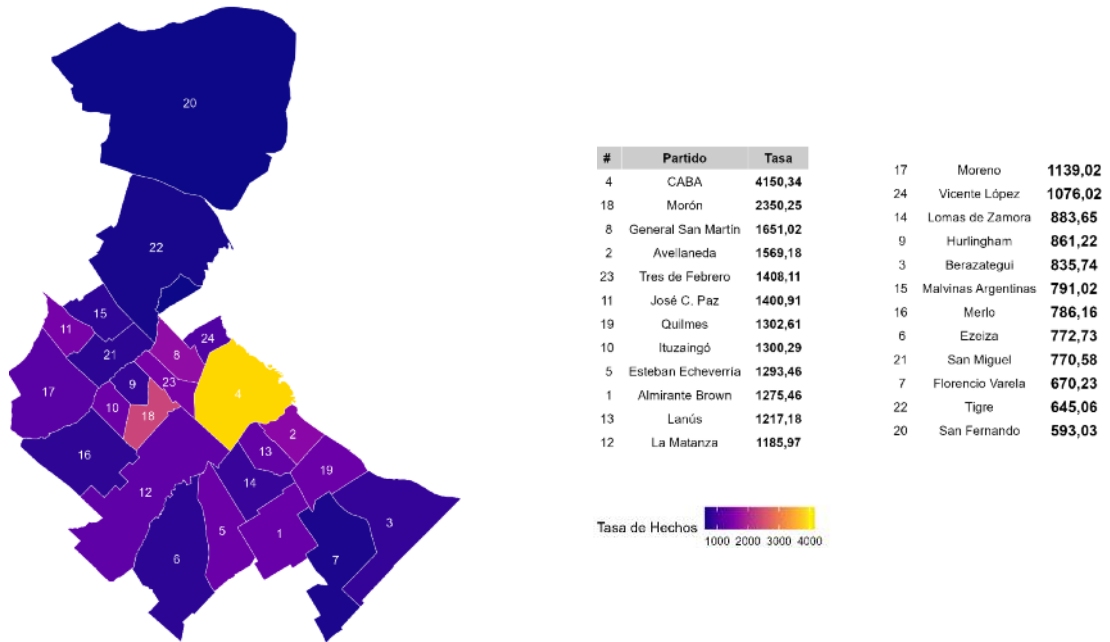 20
22
15
11
24
21
8
9
23
17
4
10
18
2
16
13
19
12
14
3
5
1
6
7
# Partido Tasa
4 CABA 4150,34
18 Morón 2350,25
8 General San Martín 1651,02
2 Avellaneda 1569,18
23 Tres de Febrero 1408,11
11 José C. Paz 1400,91
19 Quilmes 1302,61
10 Ituzaingó 1300,29
5 Esteban Echeverría 1293,46
1 Almirante Brown 1275,46
13 Lanús 1217,18
12 La Matanza 1185,97
17 Moreno 1139,02
24 Vicente López 1076,02
14 Lomas de Zamora 883,65
9 Hurlingham 861,22
3 Berazategui 835,74
15 Malvinas Argentinas 791,02
16 Merlo 786,16
6 Ezeiza 772,73
21 San Miguel 770,58
7 Florencio Varela 670,23
22 Tigre 645,06
20 San Fernando 593,03
Tasa de Hechos
1000 2000 3000 4000